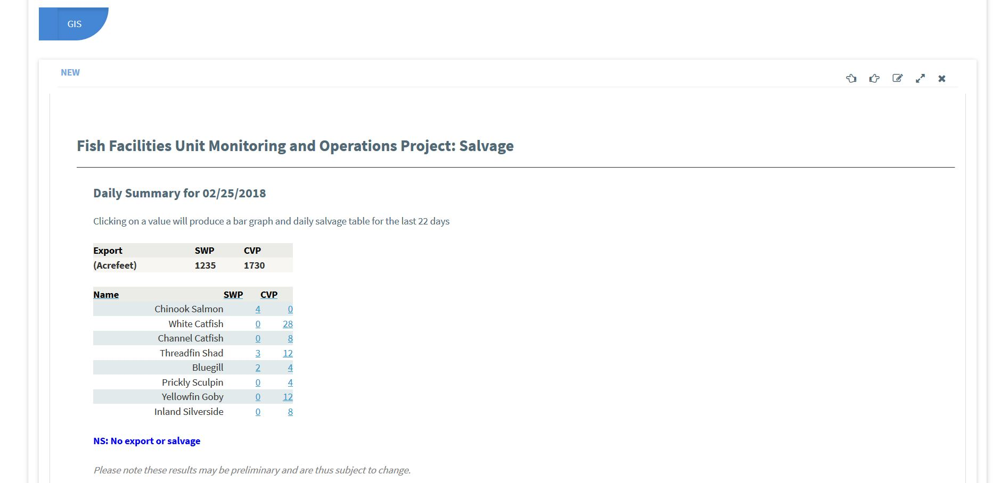 GIS
NEW
Fish Facilities Unit Monitoring and Operations Project: Salvage
Daily Summary for 02/25/2018
Clicking on a value will produce a bar graph and daily salvage table for the last 22 days
Export SWP CVP
(Acrefeet) 1235 1730
Name SWP CVP
Chinook Salmon 4 0
White Catfish 0 28
Channel Catfish 0 8
Threadfin Shad 3 12
Bluegill 2 4
Prickly Sculpin 0 4
Yellowfin Goby 0 12
Inland Silverside 0 8
NS: No export or salvage
Please note these results may be preliminary and are thus subject to change.